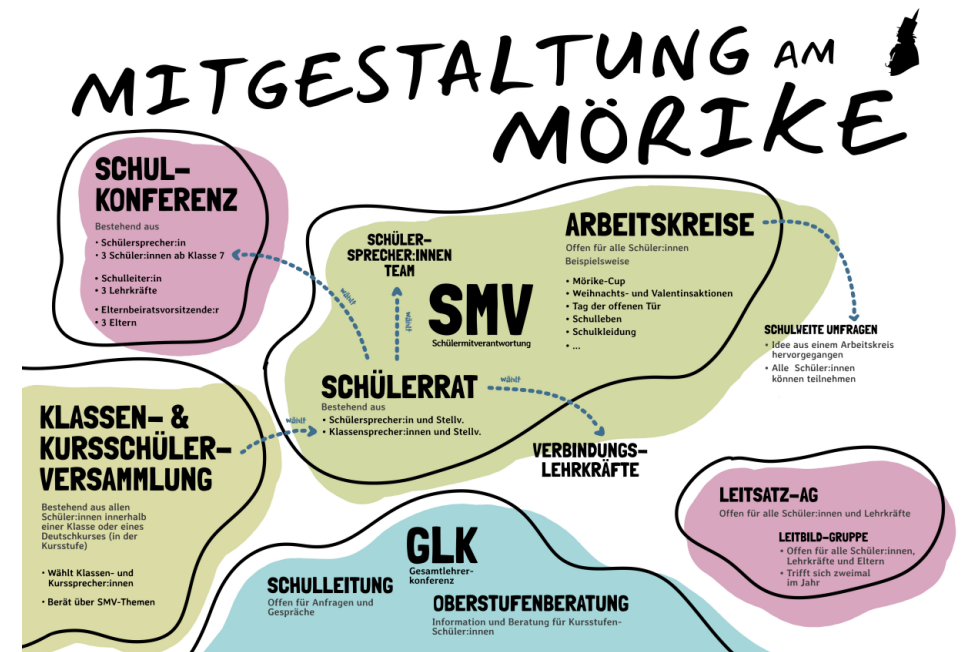 MITGESTALTUNG AM
MÖRIKE
SCHUL-
KONFERENZ
Bestehend aus
• Schülersprecher:in
• 3 Schüler:innen ab Klasse 7
• Schulleiter:in
• 3 Lehrkräfte
• Elternbeiratsvorsitzende:r
• 3 Eltern
SCHÜLER-
SPRECHER:INNEN
TEAM
wählt
wählt
SMV
Schülermitverantwortung
ARBEITSKREISE
Offen für alle Schüler:innen
Beispielsweise
• Mörike-Cup
• Weihnachts- und Valentinsaktionen
• Tag der offenen Tür
• Schulleben
• Schulkleidung
• ...
SCHULWEITE UMFRAGEN
• Idee aus einem Arbeitskreis
hervorgegangen
• Alle Schüler:innen
können teilnehmen
SCHÜLERRAT
Bestehend aus
• Schülersprecher:in und Stellv.
• Klassensprecher:innen und Stellv.
wählt
VERBINDUNGS-
LEHRKRÄFTE
KLASSEN- &
KURSSCHÜLER-
VERSAMMLUNG
Bestehend aus allen
Schüler:innen innerhalb
einer Klasse oder eines
Deutschkurses (in der
Kursstufe)
• Wählt Klassen- und
Kurssprecher:innen
• Berät über SMV-Themen
wählt
GLK
Gesamtlehrer-
konferenz
SCHULLEITUNG
Offen für Anfragen und
Gespräche
OBERSTUFENBERATUNG
Information und Beratung für Kursstufen-
Schüler:innen
LEITSATZ-AG
Offen für alle Schüler:innen und Lehrkräfte
LEITBILD-GRUPPE
• Offen für alle Schüler:innen,
Lehrkräfte und Eltern
• Trifft sich zweimal
im Jahr